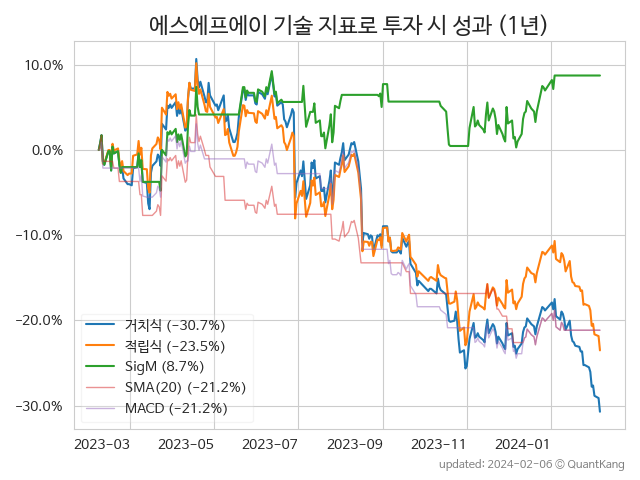 에스에프에이 기술 지표로 투자 시 성과 (1년)
10.0%
0.0%
−10.0%
−20.0%
−30.0%
거치식 (−30.7%)
적립식 (−23.5%)
SigM (8.7%)
SMA(20) (−21.2%)
MACD (−21.2%)
2023−03
2023−05
2023−07
2023−09
2023−11
2024−01
updated: 2024−02−06 © QuantKang